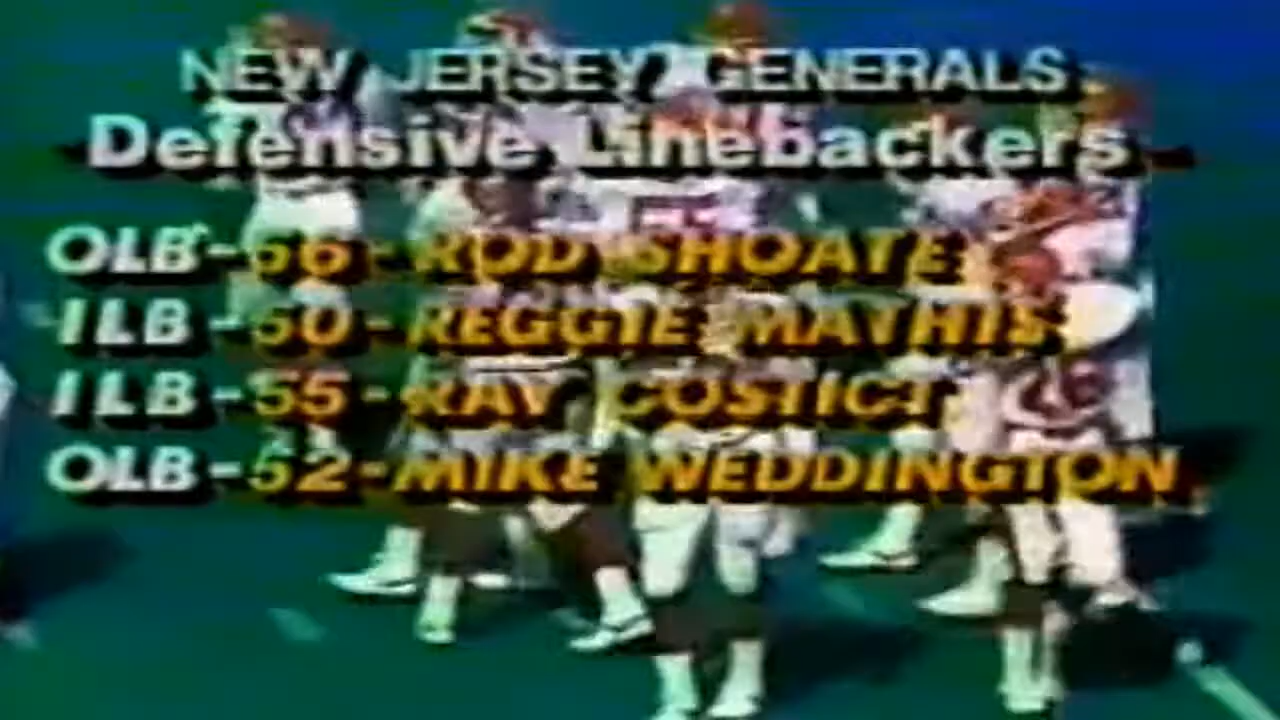 NEW JERSEY GENERALS
Defensive Linebackers
OLB-56-ROD SHOATE
ILB-50-REGGIE MATHIS
ILB-55-RAY COSTICT
OLB-52-MIKE WEDDINGTON